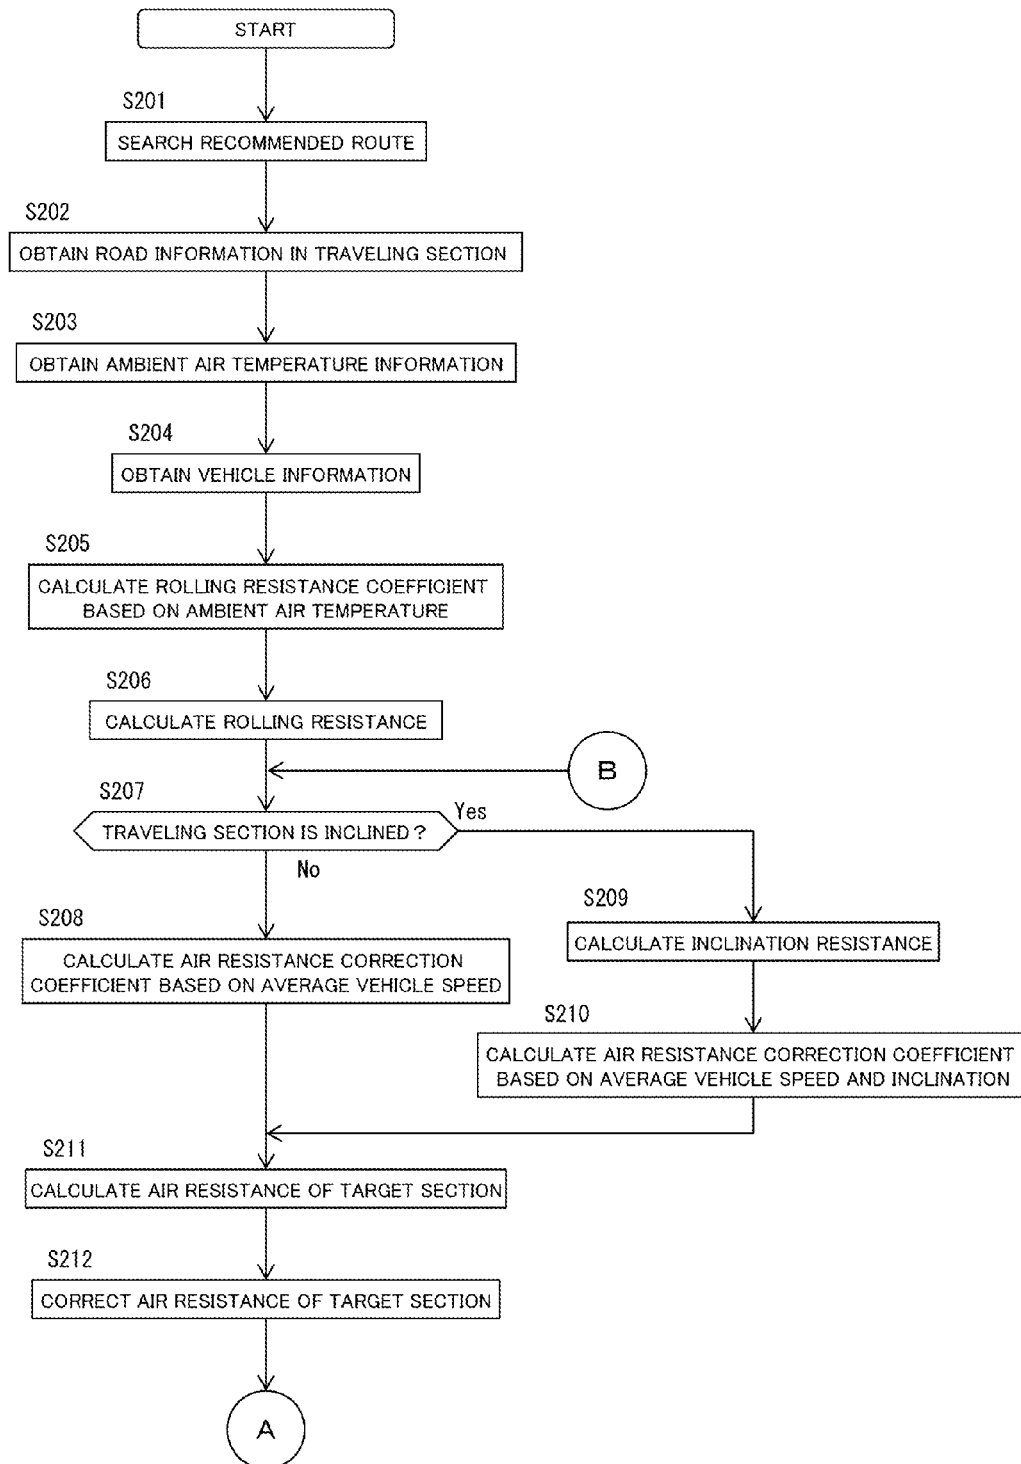 START
S201
SEARCH RECOMMENDED ROUTE
S202
OBTAIN ROAD INFORMATION IN TRAVELING SECTION
S203
OBTAIN AMBIENT AIR TEMPERATURE INFORMATION
S204
OBTAIN VEHICLE INFORMATION
S205
CALCULATE ROLLING RESISTANCE COEFFICIENT
BASED ON AMBIENT AIR TEMPERATURE
S206
CALCULATE ROLLING RESISTANCE
B
S207
TRAVELING SECTION IS INCLINED?
Yes
No
S208
CALCULATE AIR RESISTANCE CORRECTION
COEFFICIENT BASED ON AVERAGE VEHICLE SPEED
S209
CALCULATE INCLINATION RESISTANCE
S210
CALCULATE AIR RESISTANCE CORRECTION COEFFICIENT
BASED ON AVERAGE VEHICLE SPEED AND INCLINATION
S211
CALCULATE AIR RESISTANCE OF TARGET SECTION
S212
CORRECT AIR RESISTANCE OF TARGET SECTION
A